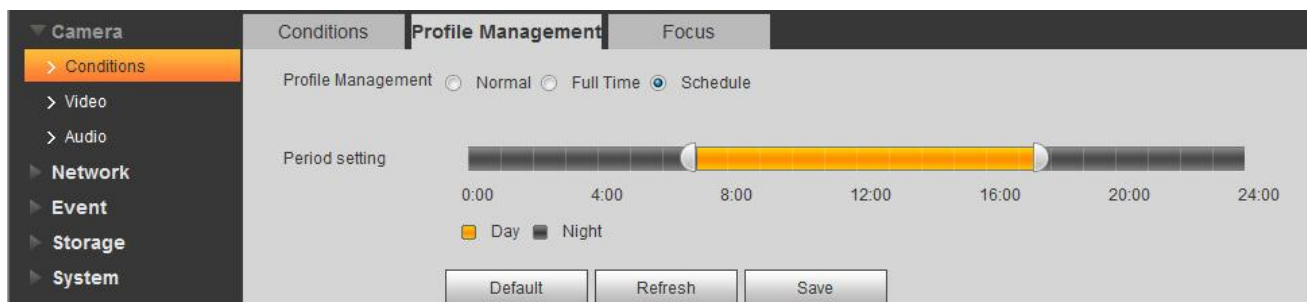 Camera
Conditions
Video
Audio
Network
Event
Storage
System
Conditions Profile Management Focus
Profile Management Normal Full Time Schedule
Period setting
0:00 4:00 8:00 12:00 16:00 20:00 24:00
Day Night
Default Refresh Save